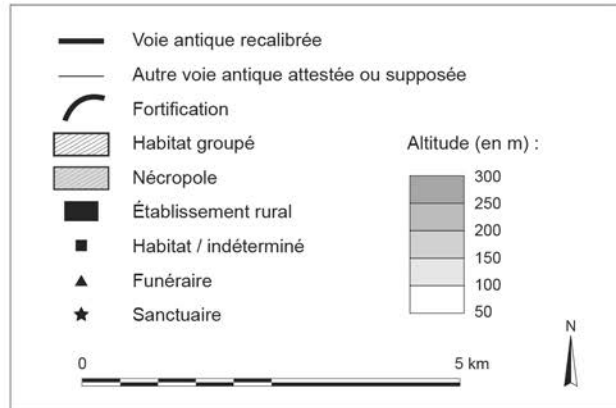 Voie antique recalibrée
Autre voie antique attestée ou supposée
Fortification
Habitat groupé
Nécropole
Établissement rural
Habitat / indéterminé
Funéraire
Sanctuaire
Altitude (en m) :
300
250
200
150
100
50
0
5 km
N